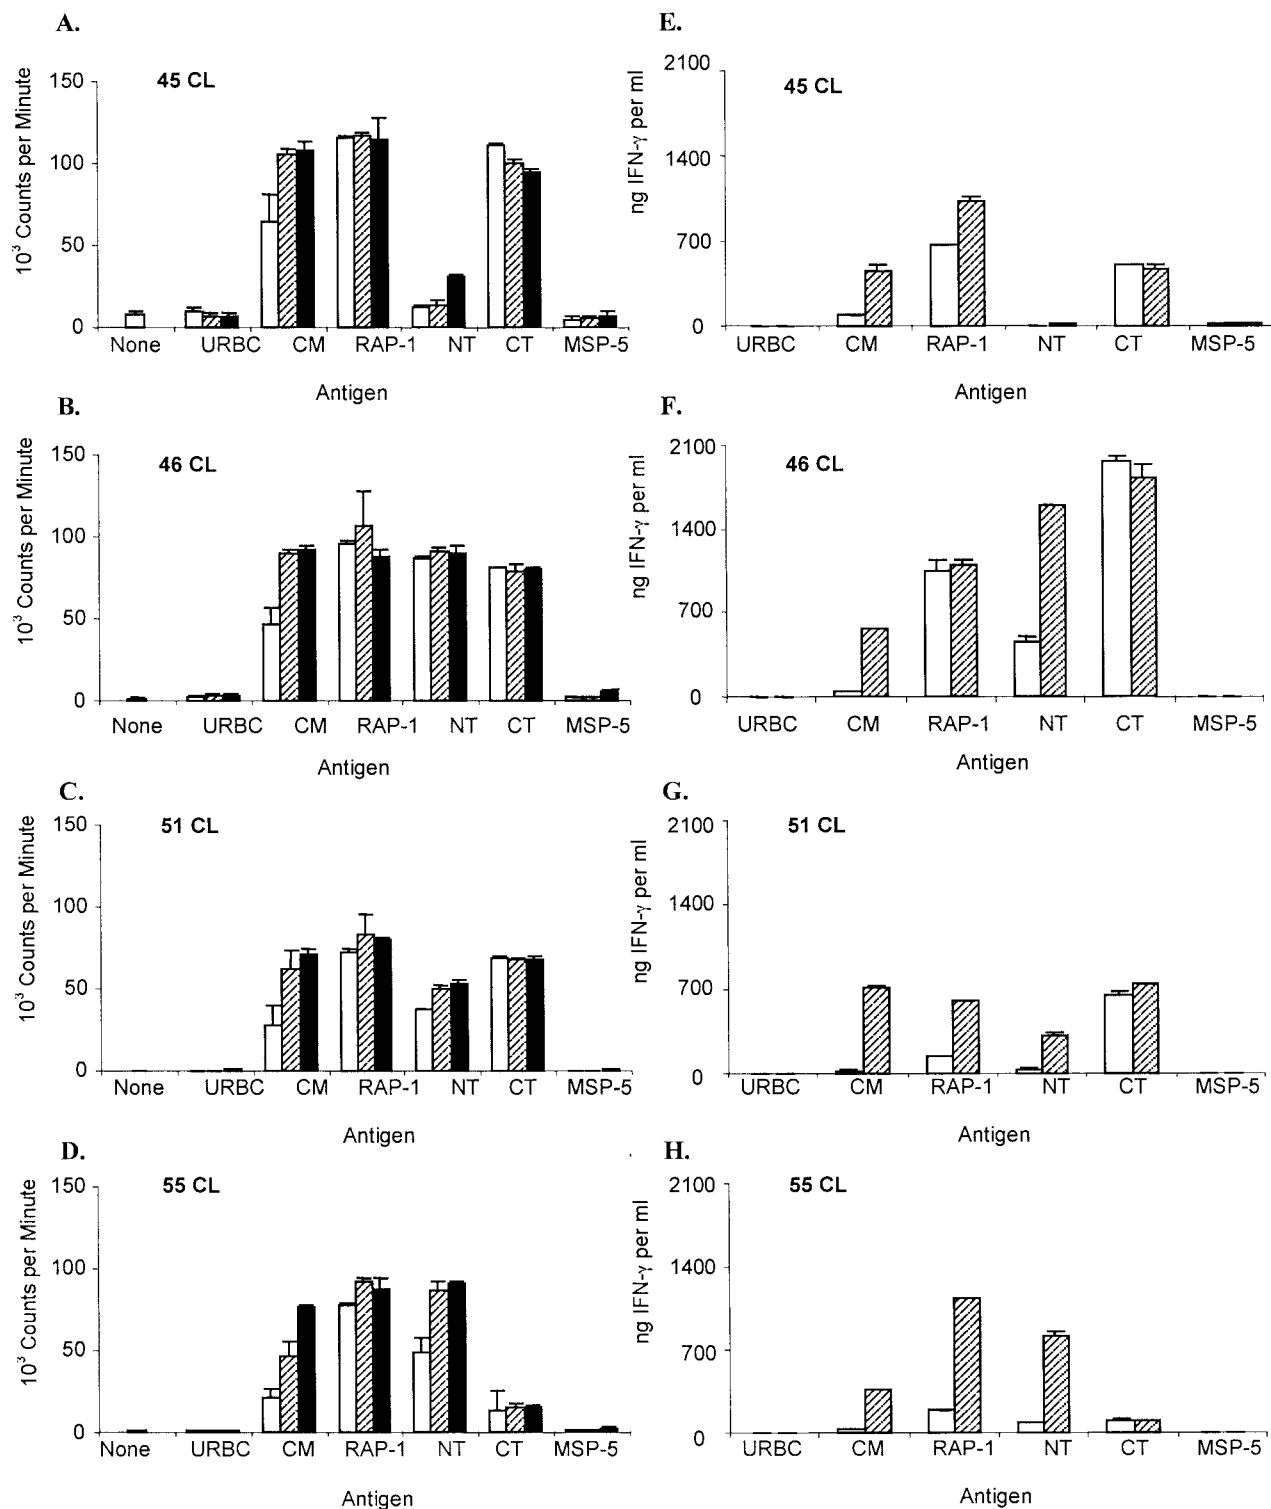 A.
45 CL
10³ Counts per Minute
150
100
50
0
None URBC CM RAP-1 NT CT MSP-5
Antigen
E.
45 CL
ng IFN-γ per ml
2100
1400
700
0
URBC CM RAP-1 NT CT MSP-5
Antigen
B.
46 CL
10³ Counts per Minute
150
100
50
0
None URBC CM RAP-1 NT CT MSP-5
Antigen
F.
46 CL
ng IFN-γ per ml
2100
1400
700
0
URBC CM RAP-1 NT CT MSP-5
Antigen
C.
51 CL
10³ Counts per Minute
150
100
50
0
None URBC CM RAP-1 NT CT MSP-5
Antigen
G.
51 CL
ng IFN-γ per ml
2100
1400
700
0
URBC CM RAP-1 NT CT MSP-5
Antigen
D.
55 CL
10³ Counts per Minute
150
100
50
0
None URBC CM RAP-1 NT CT MSP-5
Antigen
H.
55 CL
ng IFN-γ per ml
2100
1400
700
0
URBC CM RAP-1 NT CT MSP-5
Antigen